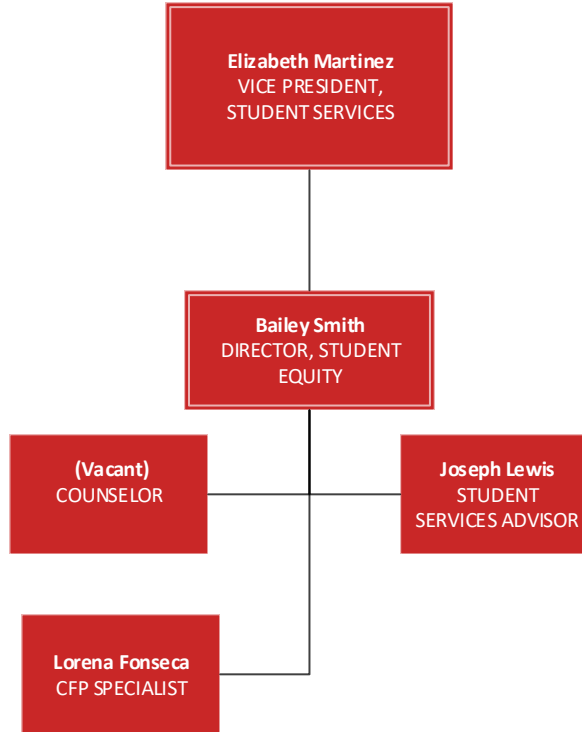 Elizabeth Martinez
VICE PRESIDENT,
STUDENT SERVICES
Bailey Smith
DIRECTOR, STUDENT
EQUITY
(Vacant)
COUNSELOR
Joseph Lewis
STUDENT
SERVICES ADVISOR
Lorena Fonseca
CFP SPECIALIST